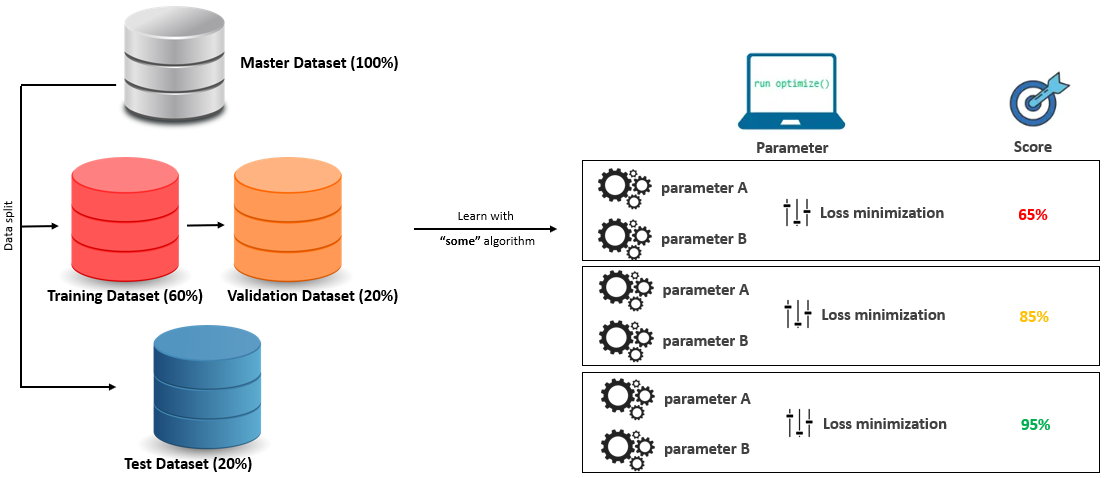 Master Dataset (100%)
Data split
Training Dataset (60%)
Validation Dataset (20%)
Test Dataset (20%)
Learn with
“some” algorithm
run optimize()
Parameter
Score
parameter A
parameter B
Loss minimization
65%
parameter A
parameter B
Loss minimization
85%
parameter A
parameter B
Loss minimization
95%